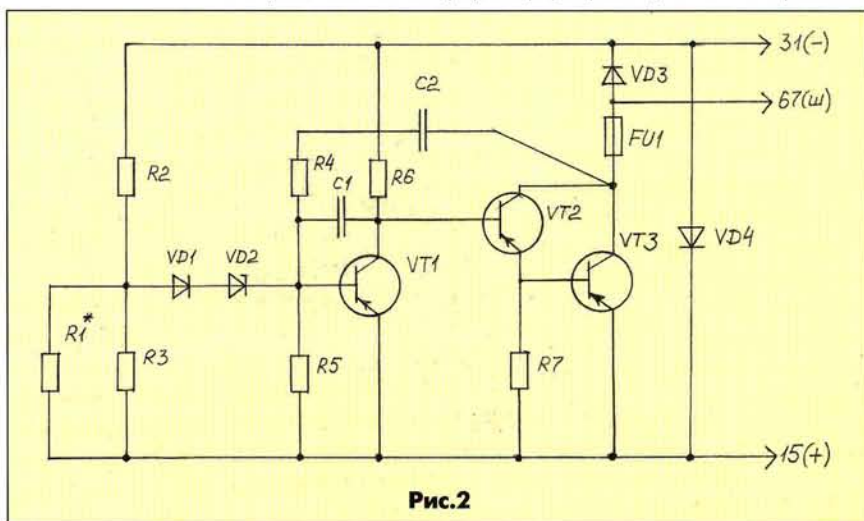 31(-)
VD3
C2
67(ш)
FU1
R2
R4
C1
R6
VT2
VT3
VD4
VD1
VD2
VT1
R1*
R3
R5
R7
15(+)
Рис.2